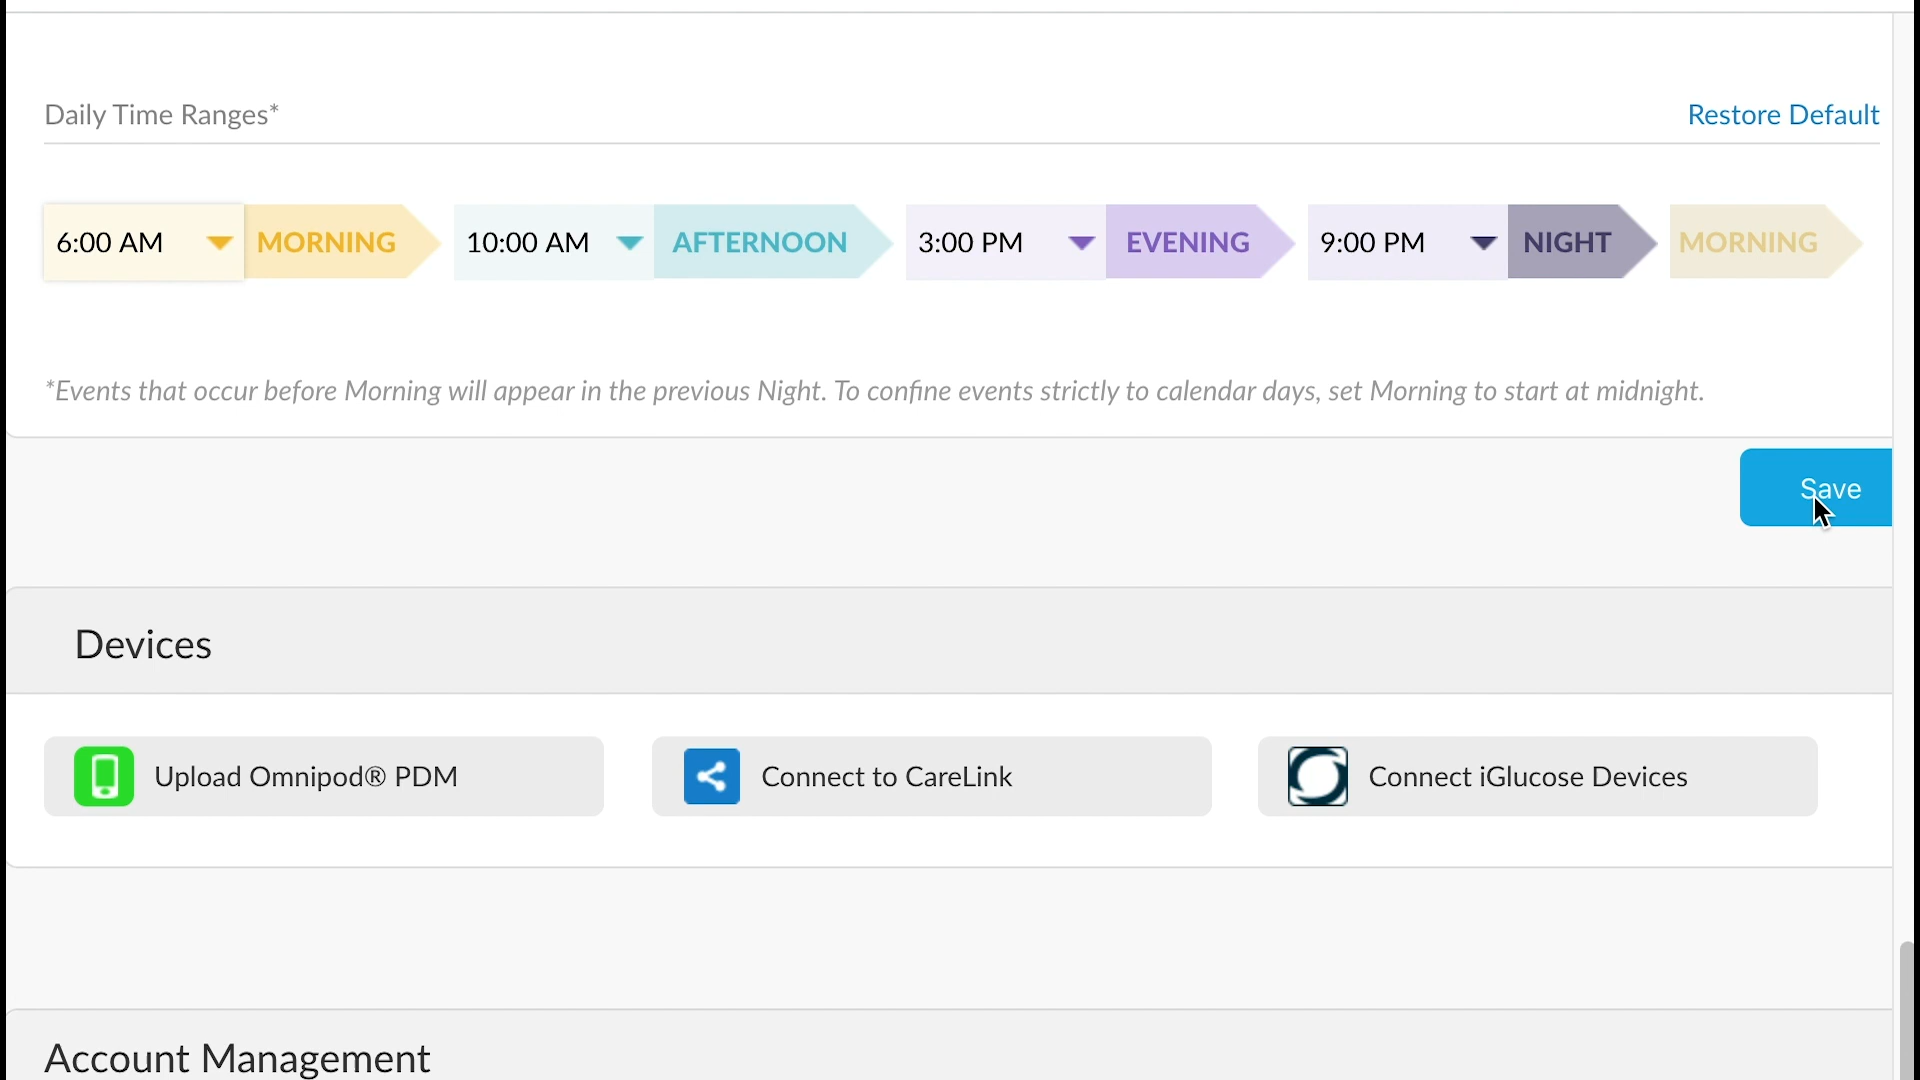 Daily Time Ranges*
Restore Default
6:00 AM MORNING 10:00 AM AFTERNOON 3:00 PM EVENING 9:00 PM NIGHT MORNING
*Events that occur before Morning will appear in the previous Night. To confine events strictly to calendar days, set Morning to start at midnight.
Save
Devices
Upload Omnipod® PDM
Connect to CareLink
Connect iGlucose Devices
Account Management